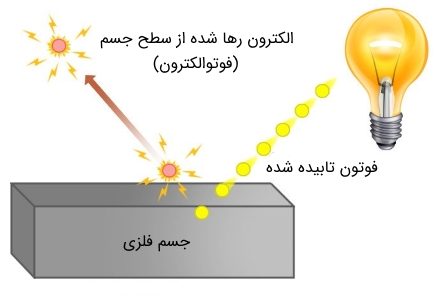 الکترون رها شده از سطح جسم
(فوتوالکترون)
فوتون تابیده شده
جسم فلزی